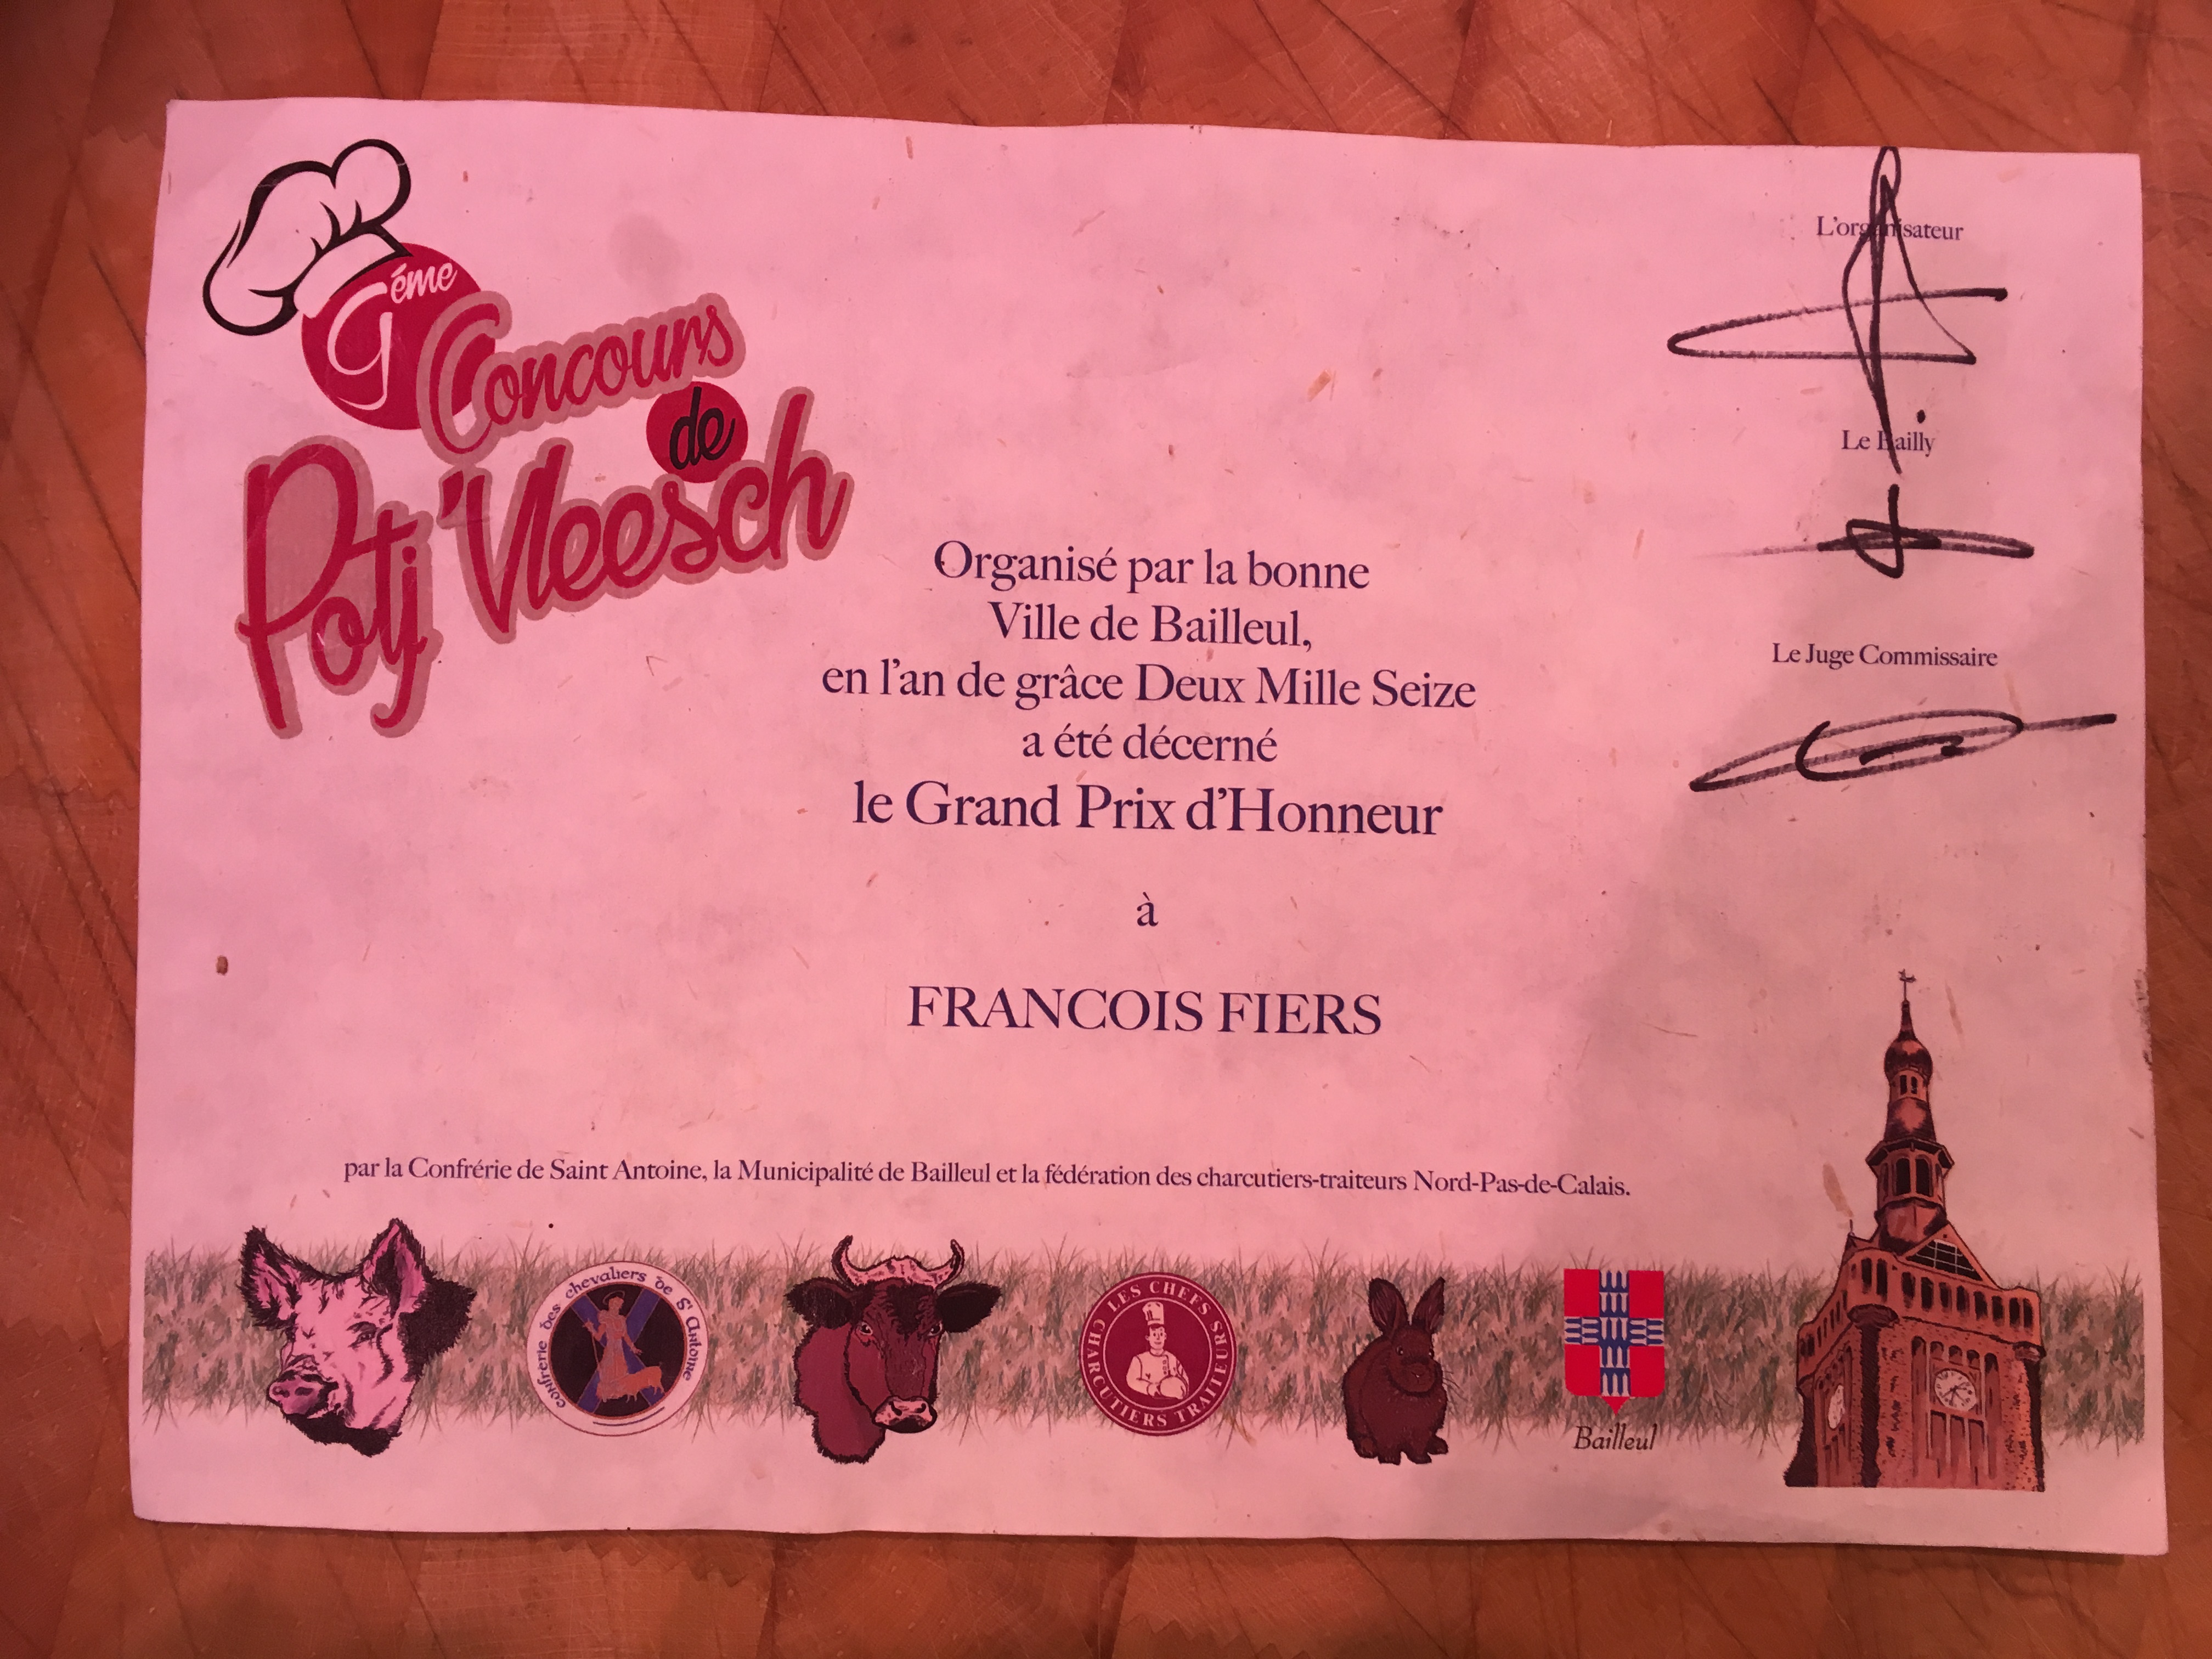 9éme
Concours
de
Potj'Vleesch
L'organisateur
Le Bailly
Le Juge Commissaire
Organisé par la bonne
Ville de Bailleul,
en l'an de grâce Deux Mille Seize
a été décerné
le Grand Prix d'Honneur
à
FRANCOIS FIERS
par la Confrérie de Saint Antoine, la Municipalité de Bailleul et la fédération des charcutiers-traiteurs Nord-Pas-de-Calais.
confrerie des chevaliers de St Antoine
LES CHEFS
CHARCUTIERS TRAITEURS
Bailleul